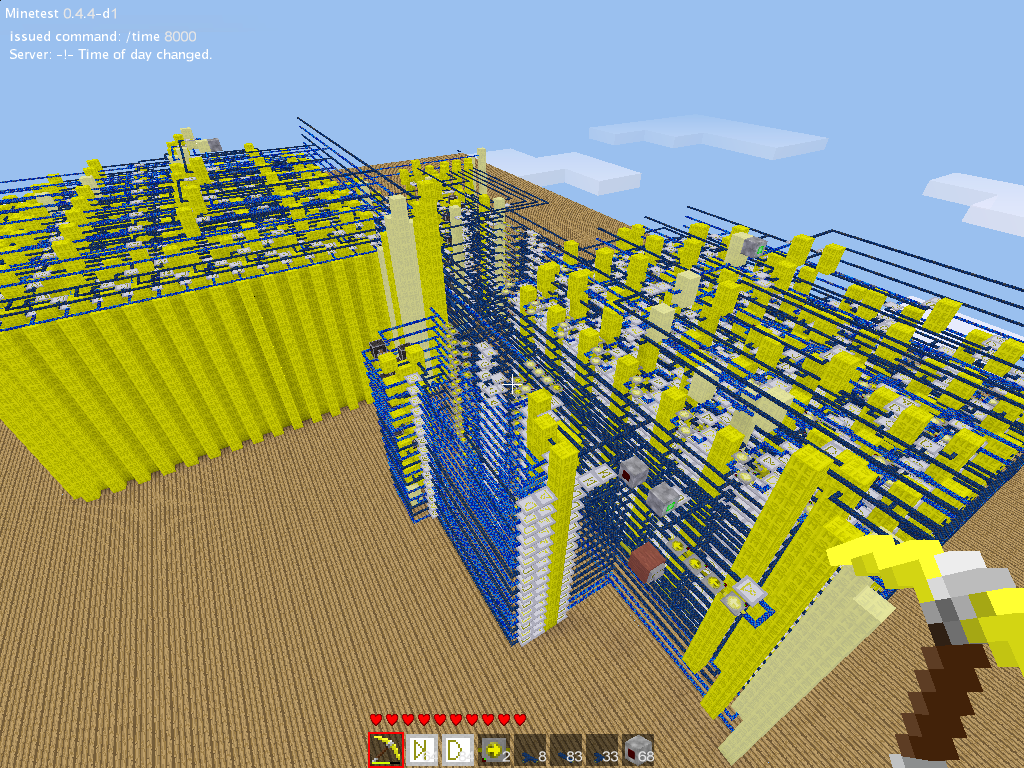 Minetest 0.4.4-d1
issued command: /time 8000
Server: -!- Time of day changed.
2 8 83 33 68